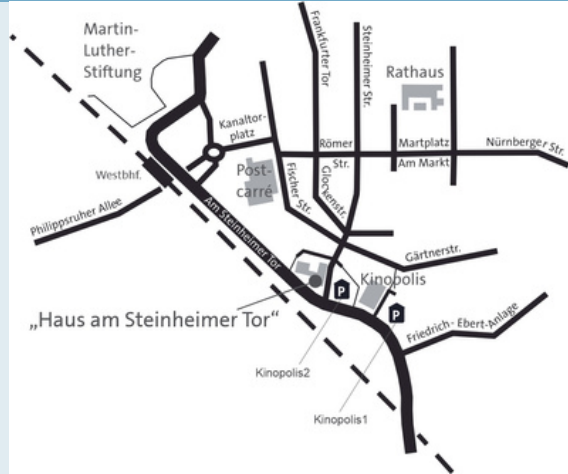 Martin-
Luther-
Stiftung
Frankfurter Tor
Steinheimer Str.
Rathaus
Kanaltor-
platz
Römer
Str.
Martplatz
Am Markt
Nürnberger Str.
Westbhf.
Post-
carré
Fischer Str.
Glockenstr.
Philippsruher Allee
Am Steinheimer Tor
Gärtnerstr.
Kinopolis
P
P
„Haus am Steinheimer Tor“
Friedrich-Ebert-Anlage
Kinopolis2
Kinopolis1